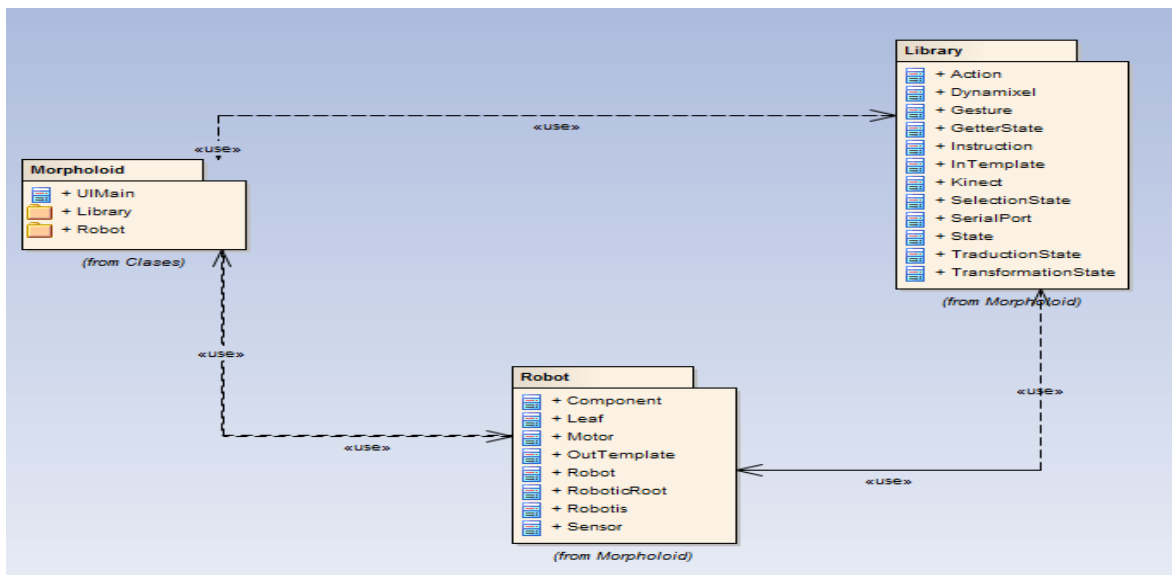 Library
+ Action
+ Dynamixel
+ Gesture
+ GetterState
+ Instruction
+ InTemplate
+ Kinect
+ SelectionState
+ SerialPort
+ State
+ TraductionState
+ TransformationState
(from Morpholoid)
«use»
«use»
Morpholoid
+ UIMain
+ Library
+ Robot
(from Clases)
«use»
«use»
Robot
+ Component
+ Leaf
+ Motor
+ OutTemplate
+ Robot
+ RoboticRoot
+ Robotis
+ Sensor
(from Morpholoid)
«use»
«use»